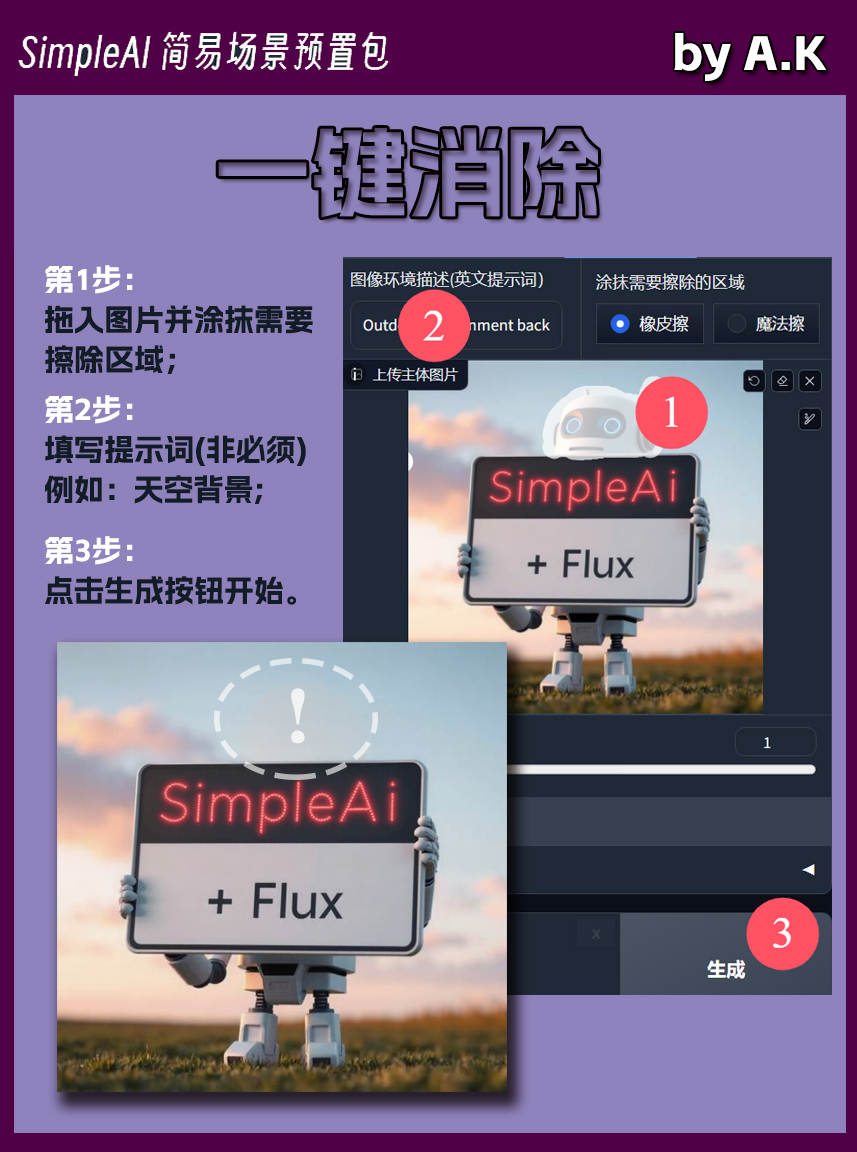 SimpleAI 简易场景预置包
by A.K
一键消除
第1步：
拖入图片并涂抹需要
擦除区域；
第2步：
填写提示词(非必须)
例如：天空背景；
第3步：
点击生成按钮开始。
图像环境描述(英文提示词)
涂抹需要擦除的区域
2
back
橡皮擦
魔法擦
上传主体图片
1
SimpleAi
+ Flux
1
x
3
生成
!
SimpleAi
+ Flux